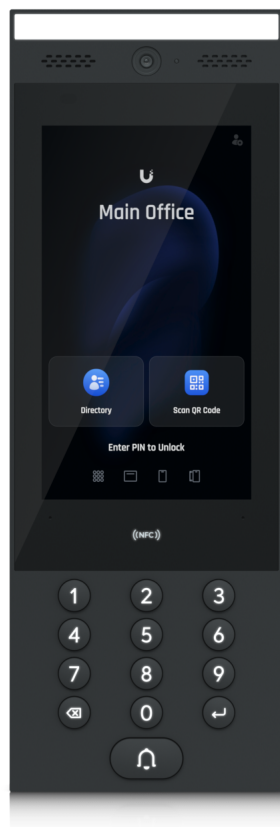 Main Office
Directory Scan QR Code
Enter PIN to Unlock
((NFC))
1 2 3
4 5 6
7 8 9
0